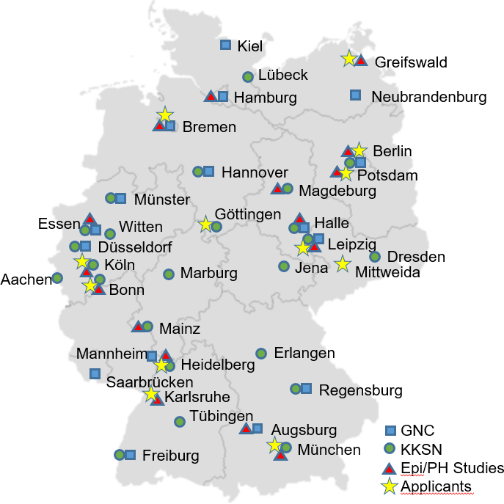 Kiel
Greifswald
Lübeck
Hamburg
Neubrandenburg
Bremen
Berlin
Hannover
Potsdam
Magdeburg
Münster
Göttingen
Essen
Witten
Halle
Düsseldorf
Leipzig
Köln
Dresden
Aachen
Marburg
Jena
Mittweida
Bonn
Mainz
Mannheim
Erlangen
Heidelberg
Saarbrücken
Regensburg
Karlsruhe
Tübingen
Augsburg
GNC
München
KKSN
Freiburg
Epi/PH Studies
Applicants